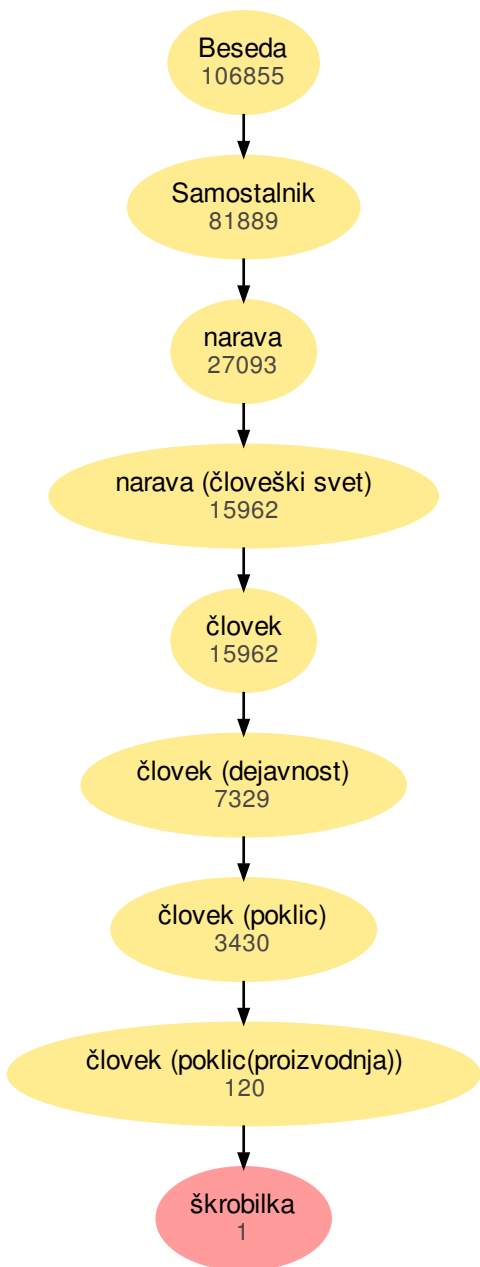 Beseda
106855
Samostalnik
81889
narava
27093
narava (človeški svet)
15962
človek
15962
človek (dejavnost)
7329
človek (poklic)
3430
človek (poklic(proizvodnja))
120
škrobilka
1